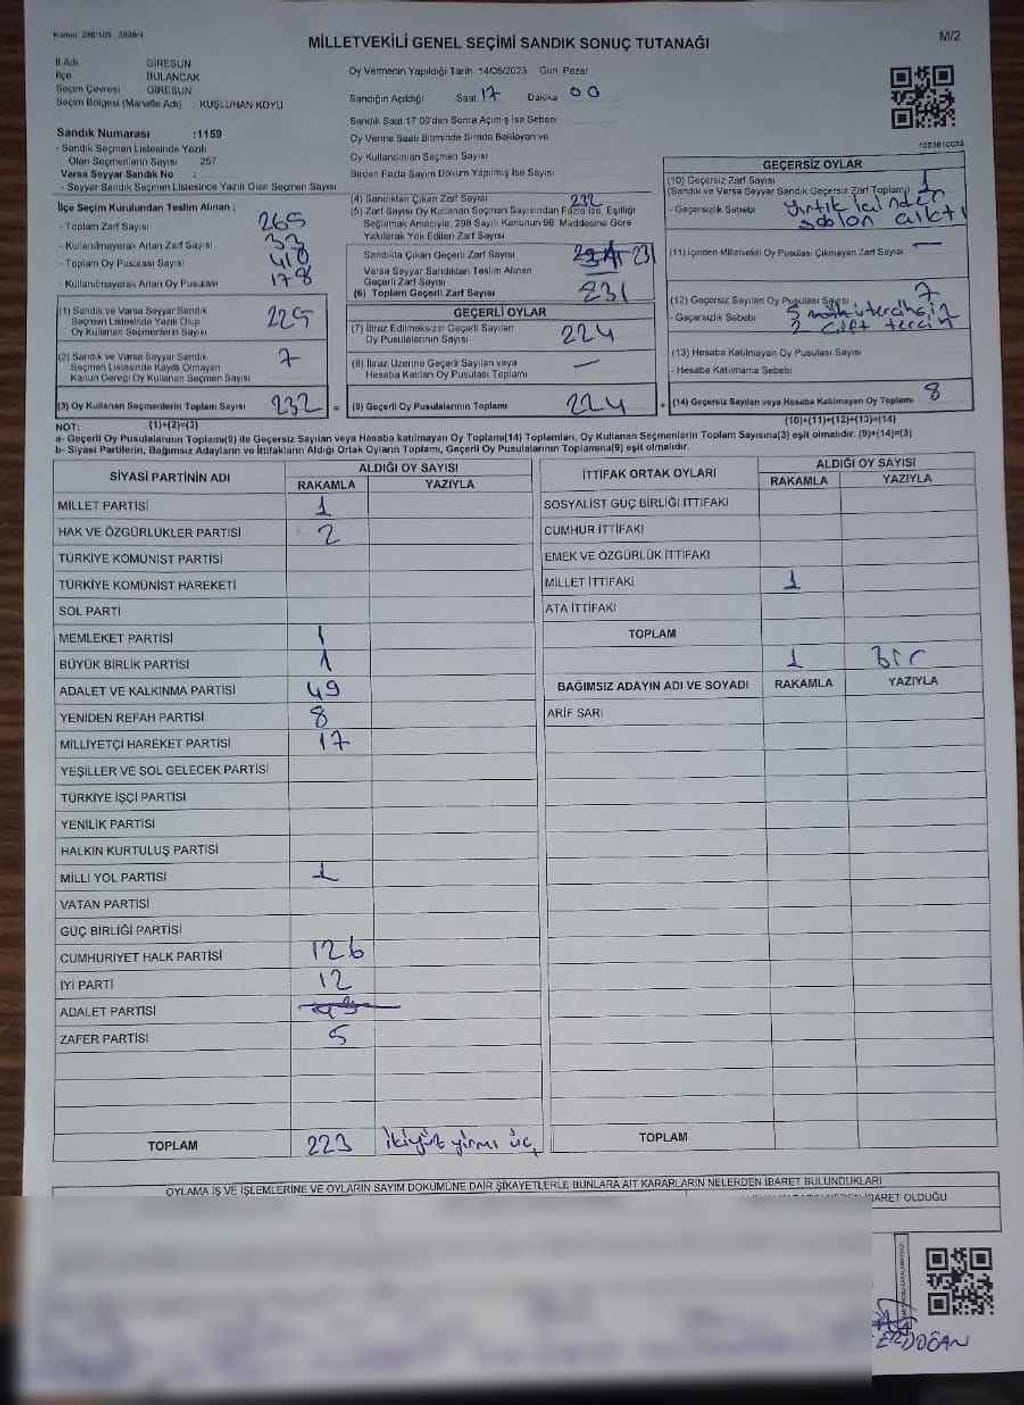 M/2
MİLLETVEKİLİ GENEL SEÇİMİ SANDIK SONUÇ TUTANAĞI
İl Adı GİRESUN
İlçe BULANCAK
Seçim Çevresi GİRESUN
Seçim Bölgesi (Mahalle Adı) KUŞLUHAN KÖYÜ
Sandık Numarası :1159
- Sandık Seçmen Listesinde Yazılı
Olan Seçmenlerin Sayısı 257
Varsa Seyyar Sandık No :
- Seyyar Sandık Seçmen Listesinde Yazılı Olan Seçmen Sayısı
İlçe Seçim Kurulundan Teslim Alınan :
- Toplam Zarf Sayısı 265
- Kullanılmayarak Artan Zarf Sayısı 33
- Toplam Oy Pusulası Sayısı 410
- Kullanılmayarak Artan Oy Pusulası 178
(1) Sandık ve Varsa Seyyar Sandık
Seçmen Listesinde Yazılı Olup
Oy Kullanan Seçmenlerin Sayısı 225
(2) Sandık ve Varsa Seyyar Sandık
Seçmen Listesinde Kaydı Olmayan
Kanun Gereği Oy Kullanan Seçmen Sayısı 7
(3) Oy Kullanan Seçmenlerin Toplam Sayısı 232 =
(1)+(2)=(3)
Oy Vermenin Yapıldığı Tarih 14/05/2023 Gün Pazar
Sandığın Açıldığı Saat 17 Dakika 00
Sandık Saat 17:00'den Sonra Açılmış İse Sebebi
Oy Verme Saati Bitiminde Sırada Bekleyen ve
Oy Kullandırılan Seçmen Sayısı
Birden Fazla Sayım Döküm Yapılmış İse Sayısı
(4) Sandıktan Çıkan Zarf Sayısı 232
(5) Zarf Sayısı Oy Kullanan Seçmen Sayısından Fazla İse, Eşitliği
Sağlamak Amacıyla, 298 Sayılı Kanunun 98. Maddesine Göre
Yakılarak Yok Edilen Zarf Sayısı
Sandıkta Çıkan Geçerli Zarf Sayısı 231
Varsa Seyyar Sandıktan Teslim Alınan
Geçerli Zarf Sayısı
(6) Toplam Geçerli Zarf Sayısı 231
GEÇERLİ OYLAR
(7) İtiraz Edilmeksizin Geçerli Sayılan
Oy Pusulalarının Sayısı 224
(8) İtiraz Üzerine Geçerli Sayılan veya
Hesaba Katılan Oy Pusulası Toplamı —
(9) Geçerli Oy Pusulalarının Toplamı 224 +
GEÇERSİZ OYLAR
(10) Geçersiz Zarf Sayısı
(Sandık ve Varsa Seyyar Sandık Geçersiz Zarf Toplamı) 1
- Geçersizlik Sebebi yırtık içinden
şablon çıktı
(11) İçinden Milletvekili Oy Pusulası Çıkmayan Zarf Sayısı —
(12) Geçersiz Sayılan Oy Pusulası Sayısı 7
- Geçersizlik Sebebi 5
2 çift tercih
(13) Hesaba Katılmayan Oy Pusulası Sayısı
- Hesaba Katılmama Sebebi
(14) Geçersiz Sayılan veya Hesaba Katılmayan Oy Toplamı 8
(10)+(11)+(12)+(13)=(14)
NOT:
a- Geçerli Oy Pusulalarının Toplamı(9) ile Geçersiz Sayılan veya Hesaba katılmayan Oy Toplamı(14) Toplamları, Oy Kullanan Seçmenlerin Toplam Sayısına(3) eşit olmalıdır. (9)+(14)=(3)
b- Siyasi Partilerin, Bağımsız Adayların ve İttifakların Aldığı Ortak Oyların Toplamı, Geçerli Oy Pusulalarının Toplamına(9) eşit olmalıdır.
SİYASİ PARTİNİN ADI ALDIĞI OY SAYISI
RAKAMLA YAZIYLA
MİLLET PARTİSİ 1
HAK VE ÖZGÜRLÜKLER PARTİSİ 2
TÜRKİYE KOMÜNİST PARTİSİ
TÜRKİYE KOMÜNİST HAREKETİ
SOL PARTİ
MEMLEKET PARTİSİ 1
BÜYÜK BİRLİK PARTİSİ 1
ADALET VE KALKINMA PARTİSİ 49
YENİDEN REFAH PARTİSİ 8
MİLLİYETÇİ HAREKET PARTİSİ 17
YEŞİLLER VE SOL GELECEK PARTİSİ
TÜRKİYE İŞÇİ PARTİSİ
YENİLİK PARTİSİ
HALKIN KURTULUŞ PARTİSİ
MİLLİ YOL PARTİSİ 1
VATAN PARTİSİ
GÜÇ BİRLİĞİ PARTİSİ
CUMHURİYET HALK PARTİSİ 126
İYİ PARTİ 12
ADALET PARTİSİ
ZAFER PARTİSİ 5
TOPLAM 223 ikiyüz yirmi üç
İTTİFAK ORTAK OYLARI ALDIĞI OY SAYISI
RAKAMLA YAZIYLA
SOSYALİST GÜÇ BİRLİĞİ İTTİFAKI
CUMHUR İTTİFAKI
EMEK VE ÖZGÜRLÜK İTTİFAKI
MİLLET İTTİFAKI 1
ATA İTTİFAKI
TOPLAM
1 bir
BAĞIMSIZ ADAYIN ADI VE SOYADI RAKAMLA YAZIYLA
ARİF SARI
TOPLAM
OYLAMA İŞ VE İŞLEMLERİNE VE OYLARIN SAYIM DÖKÜMÜNE DAİR ŞİKAYETLERLE BUNLARA AİT KARARLARIN NELERDEN İBARET BULUNDUKLARI
İBARET OLDUĞU
ERDOĞAN